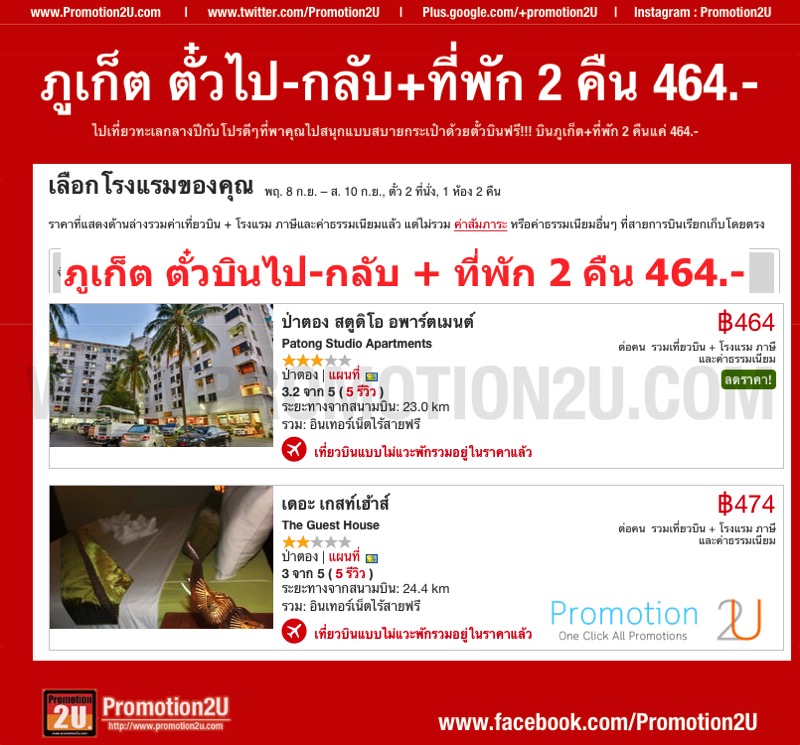 www.Promotion2U.com | www.twitter.com/Promotion2U | Plus.google.com/+promotion2U | Instagram : Promotion2U
ภูเก็ต ตั๋วไป-กลับ+ที่พัก 2 คืน 464.-
ไปเที่ยวทะเลกลางปีกับโปรดีๆที่พาคุณไปสนุกแบบสบายกระเป๋าด้วยตั๋วบินฟรี!!! บินภูเก็ต+ที่พัก 2 คืนแค่ 464.-
เลือกโรงแรมของคุณ พฤ. 8 ก.ย. – ส. 10 ก.ย., ตั๋ว 2 ที่นั่ง, 1 ห้อง 2 คืน
ราคาที่แสดงด้านล่างรวมค่าเที่ยวบิน + โรงแรม ภาษีและค่าธรรมเนียมแล้ว แต่ไม่รวม ค่าสัมภาระ หรือค่าธรรมเนียมอื่นๆ ที่สายการบินเรียกเก็บโดยตรง
ภูเก็ต ตั๋วบินไป-กลับ + ที่พัก 2 คืน 464.-
ป่าตอง สตูดิโอ อพาร์ตเมนต์
฿464
Patong Studio Apartments
ต่อคน รวมเที่ยวบิน + โรงแรม ภาษี
และค่าธรรมเนียม
ลดราคา!
ป่าตอง | แผนที่
3.2 จาก 5 ( 5 รีวิว )
ระยะทางจากสนามบิน: 23.0 km
รวม: อินเทอร์เน็ตไร้สายฟรี
เที่ยวบินแบบไม่แวะพักรวมอยู่ในราคาแล้ว
WWW.PROMOTION2U.COM
เดอะ เกสท์เฮ้าส์
฿474
The Guest House
ต่อคน รวมเที่ยวบิน + โรงแรม ภาษี
และค่าธรรมเนียม
ป่าตอง | แผนที่
3 จาก 5 ( 5 รีวิว )
ระยะทางจากสนามบิน: 24.4 km
รวม: อินเทอร์เน็ตไร้สายฟรี
เที่ยวบินแบบไม่แวะพักรวมอยู่ในราคาแล้ว
Promotion 2U
One Click All Promotions
Promotion
2U.
www.promotion2u.com
Promotion2U
http://www.promotion2u.com
www.facebook.com/Promotion2U